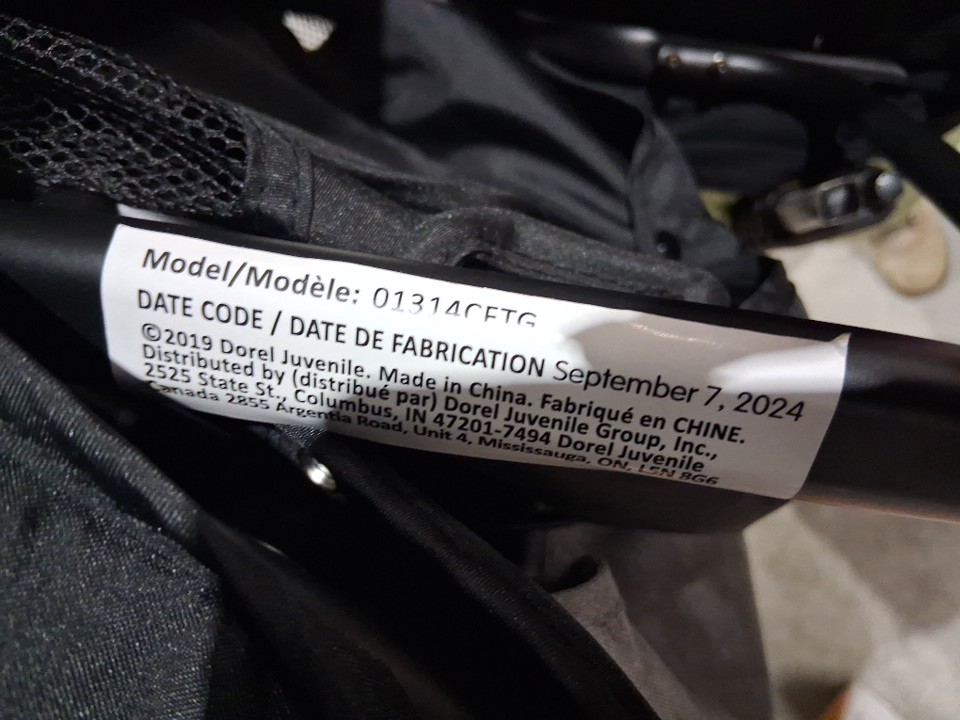 Model/Modèle: 01314CFTG
DATE CODE / DATE DE FABRICATION September 7, 2024
©2019 Dorel Juvenile. Made in China. Fabriqué en CHINE.
Distributed by (distribué par) Dorel Juvenile Group, Inc.,
2525 State St., Columbus, IN 47201-7494 Dorel Juvenile
Canada 2855 Argentia Road, Unit 4, Mississauga, ON, L5N 8G6